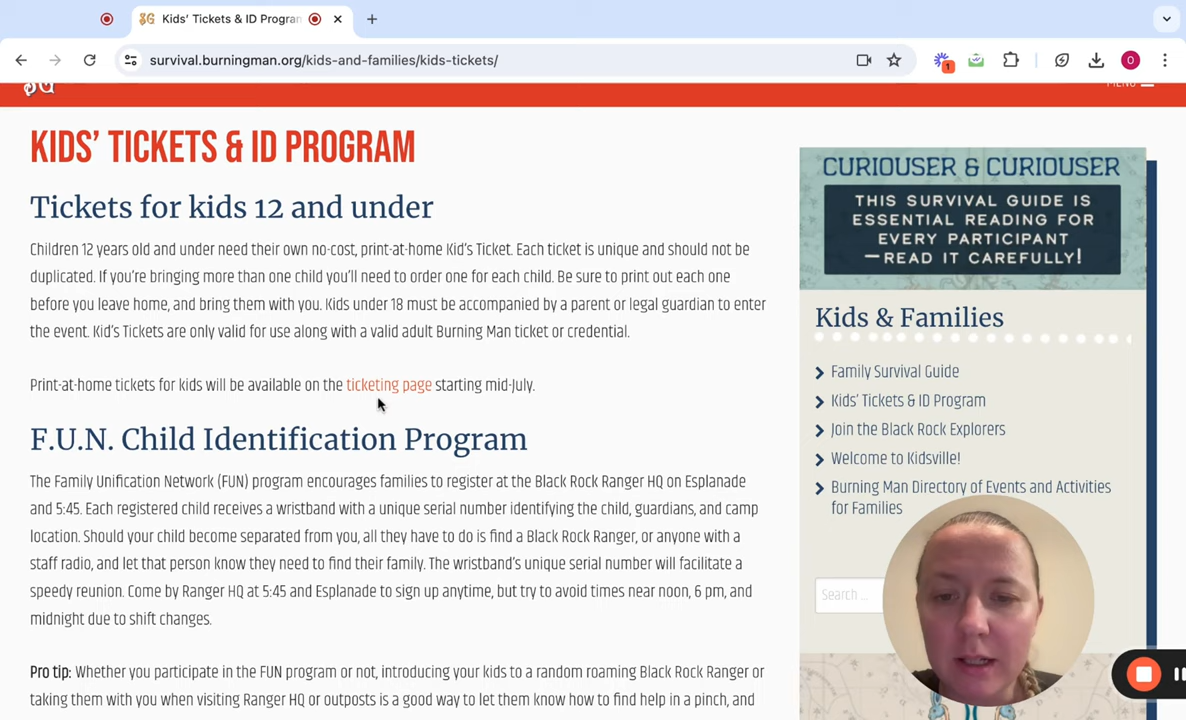 Kids' Tickets & ID Program
survival.burningman.org/kids-and-families/kids-tickets/
1
O
MENU
KIDS' TICKETS & ID PROGRAM
Tickets for kids 12 and under
Children 12 years old and under need their own no-cost, print-at-home Kid's Ticket. Each ticket is unique and should not be
duplicated. If you're bringing more than one child you'll need to order one for each child. Be sure to print out each one
before you leave home, and bring them with you. Kids under 18 must be accompanied by a parent or legal guardian to enter
the event. Kid's Tickets are only valid for use along with a valid adult Burning Man ticket or credential.
Print-at-home tickets for kids will be available on the ticketing page starting mid-July.
F.U.N. Child Identification Program
The Family Unification Network (FUN) program encourages families to register at the Black Rock Ranger HQ on Esplanade
and 5:45. Each registered child receives a wristband with a unique serial number identifying the child, guardians, and camp
location. Should your child become separated from you, all they have to do is find a Black Rock Ranger, or anyone with a
staff radio, and let that person know they need to find their family. The wristband's unique serial number will facilitate a
speedy reunion. Come by Ranger HQ at 5:45 and Esplanade to sign up anytime, but try to avoid times near noon, 6 pm, and
midnight due to shift changes.
Pro tip: Whether you participate in the FUN program or not, introducing your kids to a random roaming Black Rock Ranger or
taking them with you when visiting Ranger HQ or outposts is a good way to let them know how to find help in a pinch, and
CURIOUSER & CURIOUSER
THIS SURVIVAL GUIDE IS
ESSENTIAL READING FOR
EVERY PARTICIPANT
—READ IT CAREFULLY!
Kids & Families
Family Survival Guide
Kids' Tickets & ID Program
Join the Black Rock Explorers
Welcome to Kidsville!
Burning Man Directory of Events and Activities
for Families
Search ...